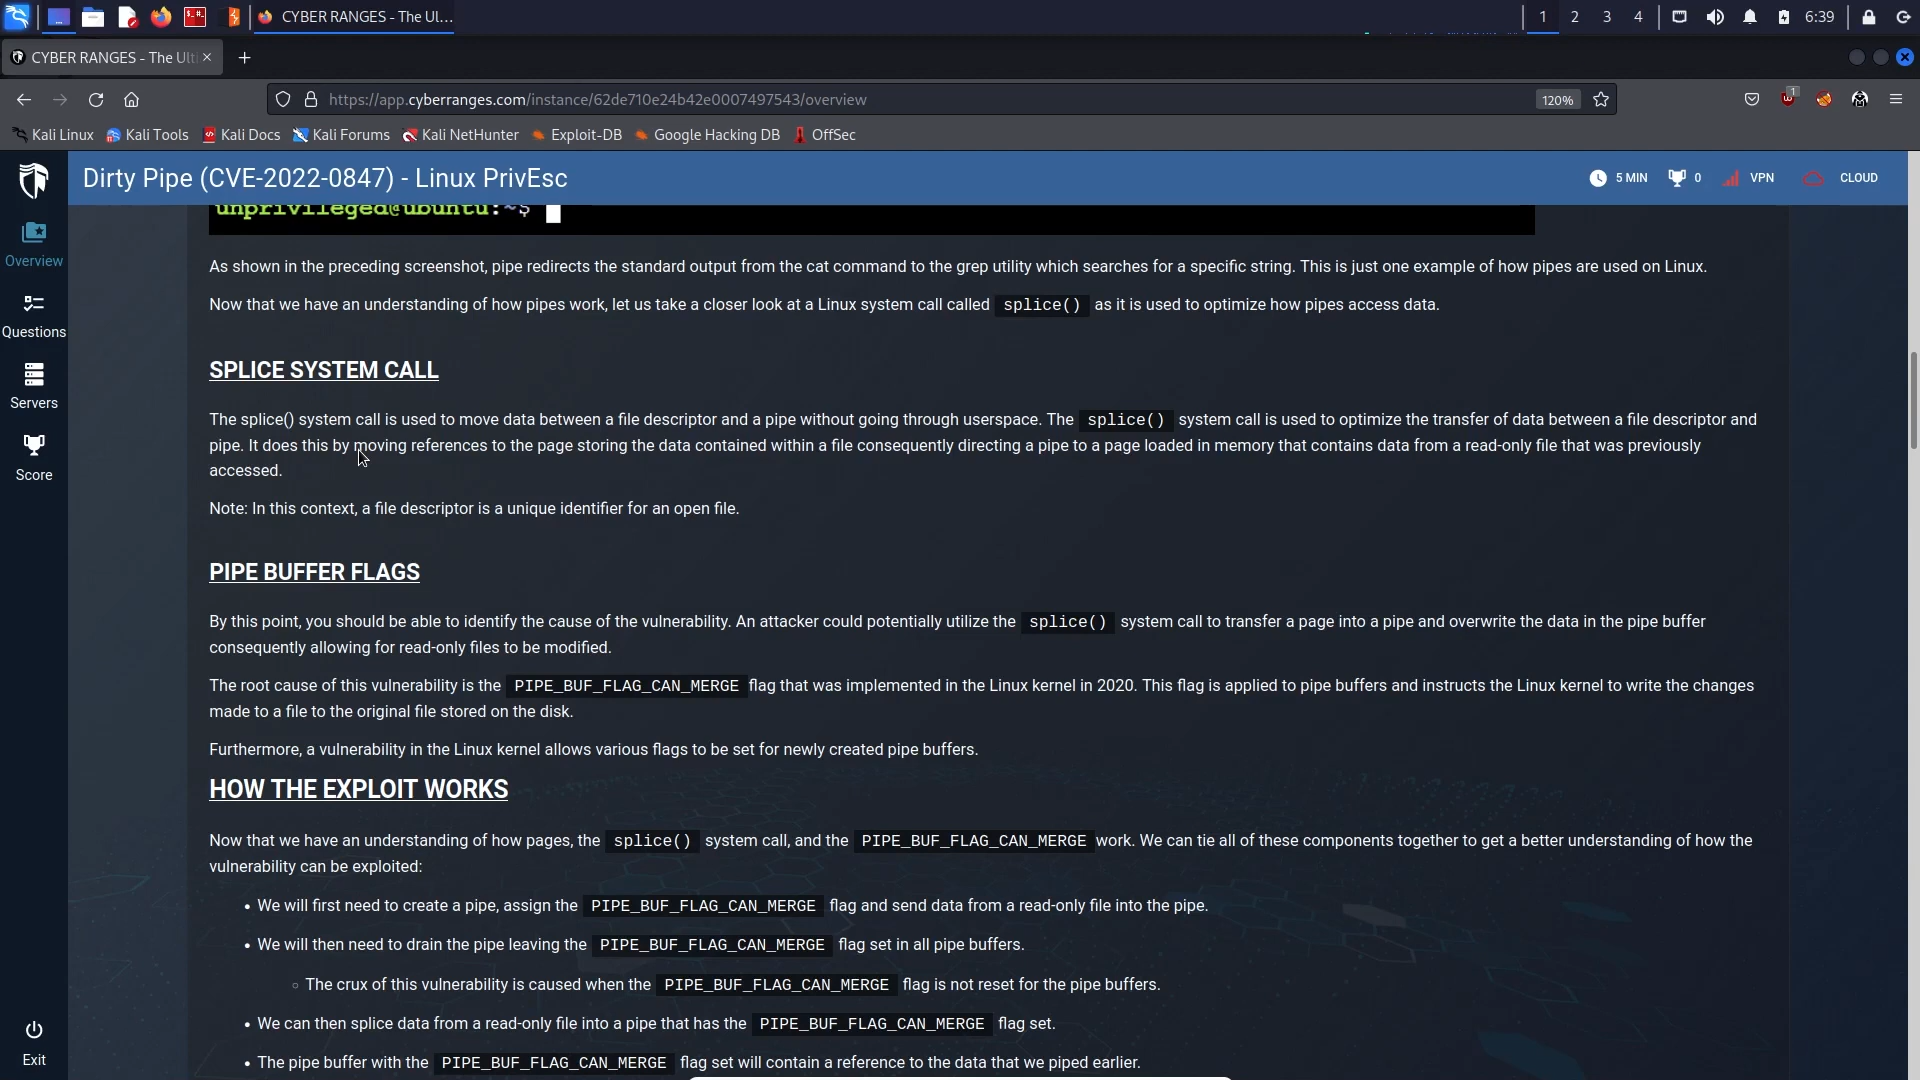 CYBER RANGES - The Ul...
1 2 3 4
6:39
CYBER RANGES - The Ulti
https://app.cyberranges.com/instance/62de710e24b42e0007497543/overview
120%
1
Kali Linux Kali Tools Kali Docs Kali Forums Kali NetHunter Exploit-DB Google Hacking DB OffSec
Dirty Pipe (CVE-2022-0847) - Linux PrivEsc
5 MIN 0 VPN CLOUD
Overview
Questions
Servers
Score
Exit
unprivileged@ubuntu:~$
As shown in the preceding screenshot, pipe redirects the standard output from the cat command to the grep utility which searches for a specific string. This is just one example of how pipes are used on Linux.
Now that we have an understanding of how pipes work, let us take a closer look at a Linux system call called splice() as it is used to optimize how pipes access data.
SPLICE SYSTEM CALL
The splice() system call is used to move data between a file descriptor and a pipe without going through userspace. The splice() system call is used to optimize the transfer of data between a file descriptor and
pipe. It does this by moving references to the page storing the data contained within a file consequently directing a pipe to a page loaded in memory that contains data from a read-only file that was previously
accessed.
Note: In this context, a file descriptor is a unique identifier for an open file.
PIPE BUFFER FLAGS
By this point, you should be able to identify the cause of the vulnerability. An attacker could potentially utilize the splice() system call to transfer a page into a pipe and overwrite the data in the pipe buffer
consequently allowing for read-only files to be modified.
The root cause of this vulnerability is the PIPE_BUF_FLAG_CAN_MERGE flag that was implemented in the Linux kernel in 2020. This flag is applied to pipe buffers and instructs the Linux kernel to write the changes
made to a file to the original file stored on the disk.
Furthermore, a vulnerability in the Linux kernel allows various flags to be set for newly created pipe buffers.
HOW THE EXPLOIT WORKS
Now that we have an understanding of how pages, the splice() system call, and the PIPE_BUF_FLAG_CAN_MERGE work. We can tie all of these components together to get a better understanding of how the
vulnerability can be exploited:
• We will first need to create a pipe, assign the PIPE_BUF_FLAG_CAN_MERGE flag and send data from a read-only file into the pipe.
• We will then need to drain the pipe leaving the PIPE_BUF_FLAG_CAN_MERGE flag set in all pipe buffers.
◦ The crux of this vulnerability is caused when the PIPE_BUF_FLAG_CAN_MERGE flag is not reset for the pipe buffers.
• We can then splice data from a read-only file into a pipe that has the PIPE_BUF_FLAG_CAN_MERGE flag set.
• The pipe buffer with the PIPE_BUF_FLAG_CAN_MERGE flag set will contain a reference to the data that we piped earlier.